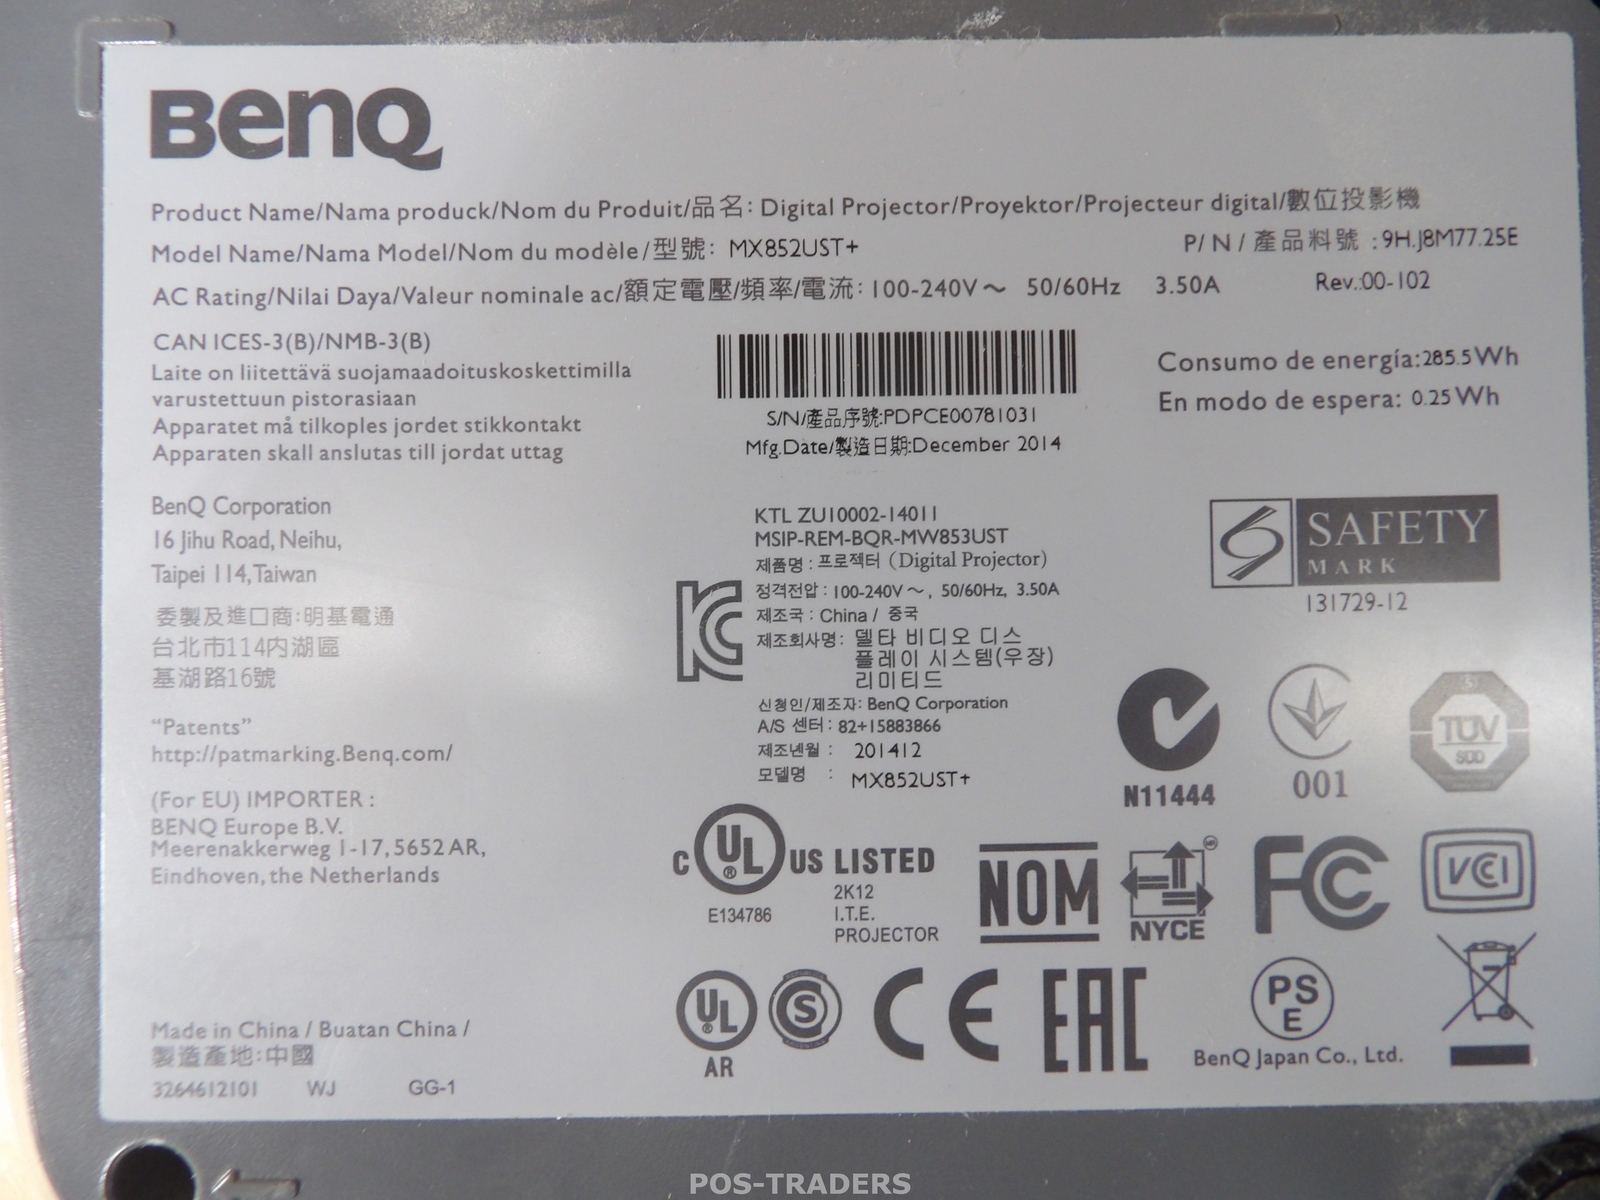 BenQ
Product Name/Nama produck/Nom du Produit/品名: Digital Projector/Proyektor/Projecteur digital/數位投影機
Model Name/Nama Model/Nom du modèle/型號: MX852UST+
P/N/產品料號:9H.J8M77.25E
AC Rating/Nilai Daya/Valeur nominale ac/額定電壓/頻率/電流:100-240V～ 50/60Hz 3.50A
Rev.:00-102
CAN ICES-3(B)/NMB-3(B)
Laite on liitettävä suojamaadoituskoskettimilla
varustettuun pistorasiaan
Apparatet må tilkoples jordet stikkontakt
Apparaten skall anslutas till jordat uttag
S/N/產品序號:PDPCE00781031
Mfg.Date/製造日期:December 2014
Consumo de energía:285.5Wh
En modo de espera: 0.25Wh
BenQ Corporation
16 Jihu Road, Neihu,
Taipei 114, Taiwan
委製及進口商:明基電通
台北市114內湖區
基湖路16號
"Patents"
http://patmarking.Benq.com/
(For EU) IMPORTER :
BENQ Europe B.V.
Meerenakkerweg 1-17, 5652 AR,
Eindhoven, the Netherlands
Made in China / Buatan China /
製造產地:中國
3264612101 WJ GG-1
KTL ZU10002-14011
MSIP-REM-BQR-MW853UST
제품명 : 프로젝터 (Digital Projector)
정격전압 : 100-240V～, 50/60Hz, 3.50A
제조국 : China / 중국
제조회사명: 델타 비디오 디스
플레이 시스템(우장)
리미티드
신청인/제조자: BenQ Corporation
A/S 센터 : 82+15883866
제조년월 : 201412
모델명 : MX852UST+
SAFETY
MARK
131729-12
N11444
001
TÜV
SÜD
C UL ® US LISTED
E134786
2K12
I.T.E.
PROJECTOR
NOM
NYCE
FCC
VCCI
UL ®
AR
S
CE
EAC
PS
E
BenQ Japan Co., Ltd.
POS-TRADERS